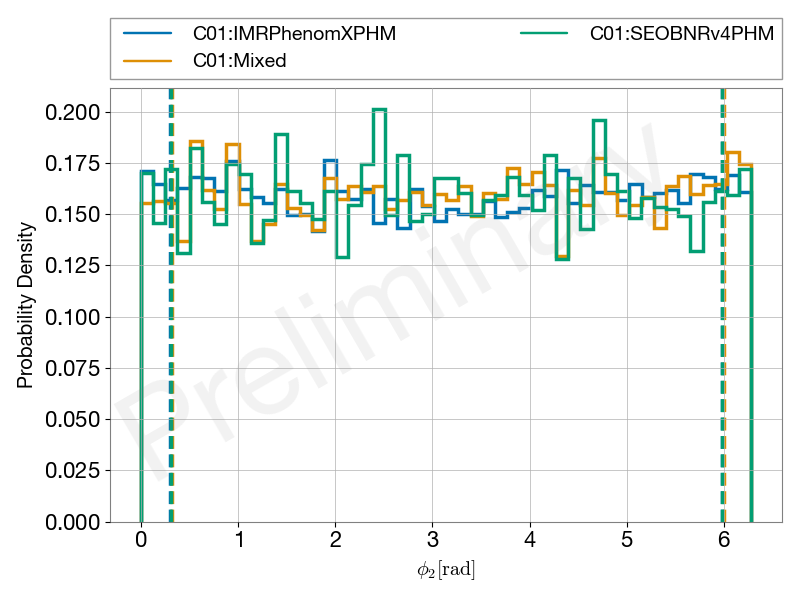 C01:IMRPhenomXPHM
C01:Mixed
C01:SEOBNRv4PHM
0.200
0.175
0.150
0.125
0.100
0.075
0.050
0.025
0.000
Probability Density
Preliminary
0 1 2 3 4 5 6
ϕ₂[rad]